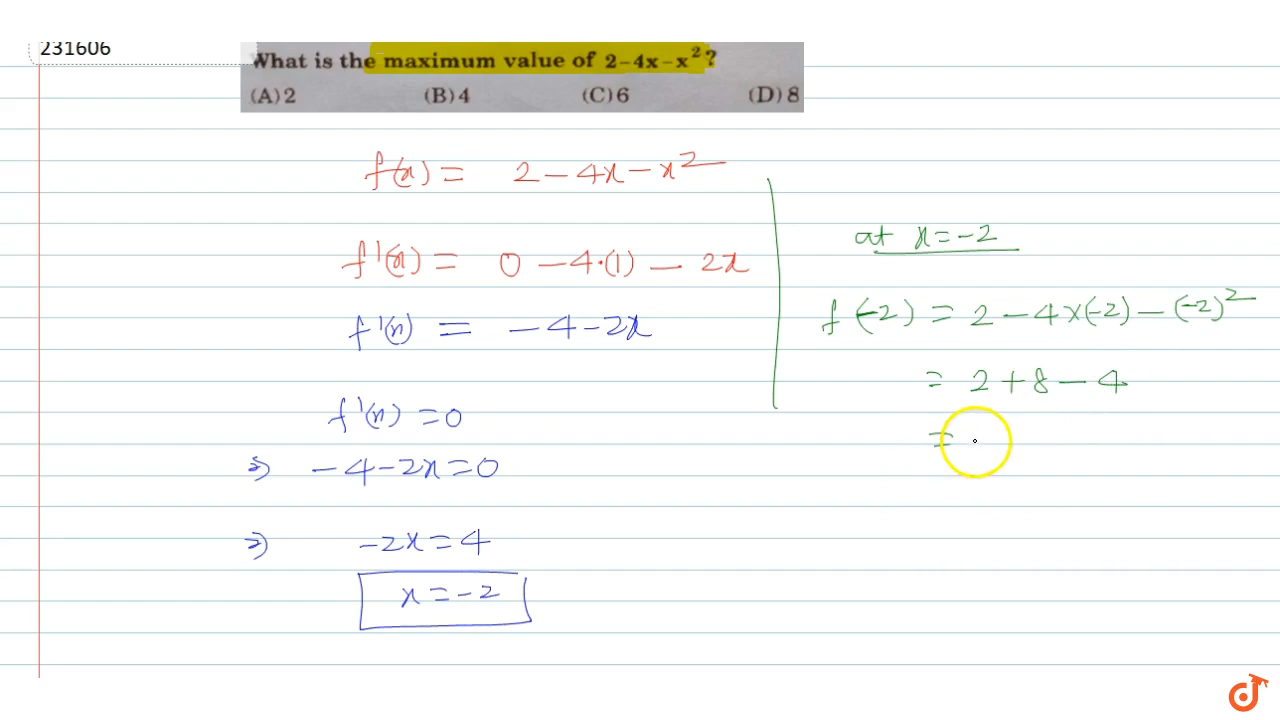 231606
What is the maximum value of 2-4x-x²?
(A) 2 (B) 4 (C) 6 (D) 8
f(x) = 2 - 4x - x²
f'(x) = 0 - 4·(1) - 2x
f'(x) = -4 - 2x
f'(x) = 0
⇒ -4 - 2x = 0
⇒ -2x = 4
x = -2
at x = -2
f(-2) = 2 - 4×(-2) - (-2)²
= 2 + 8 - 4
=